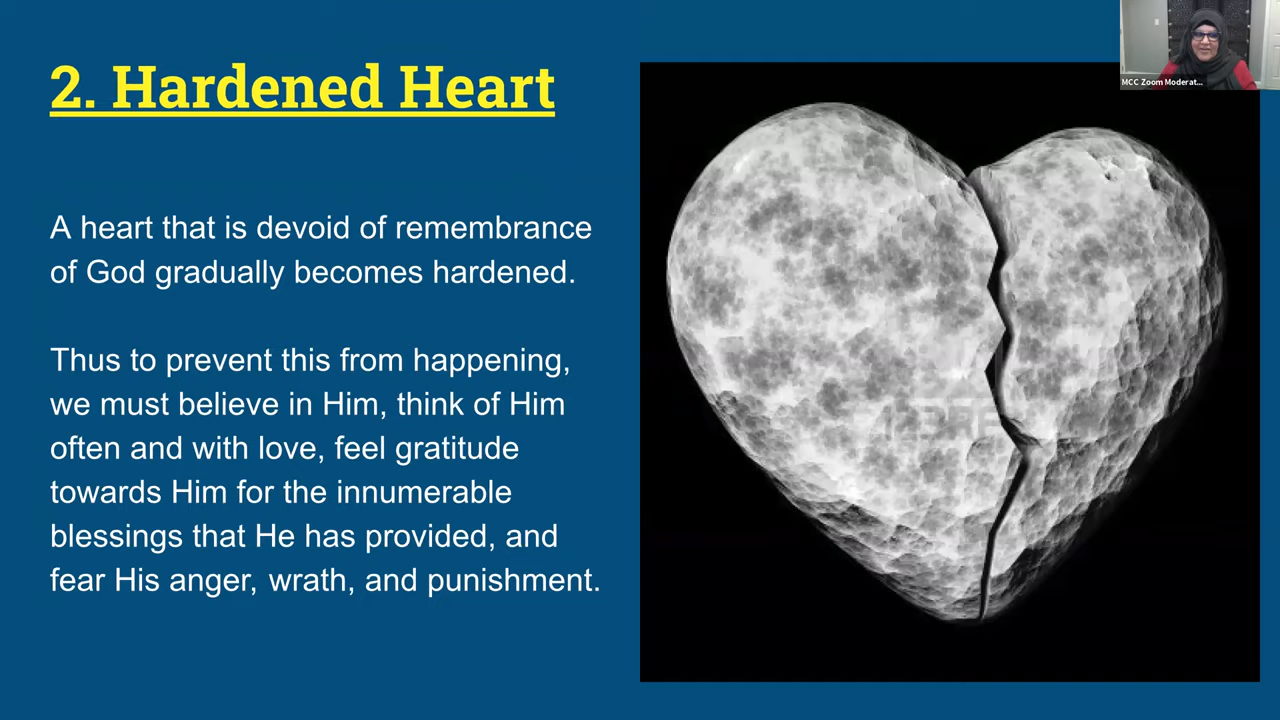 2. Hardened Heart
MCC Zoom Moderat...
A heart that is devoid of remembrance
of God gradually becomes hardened.
Thus to prevent this from happening,
we must believe in Him, think of Him
often and with love, feel gratitude
towards Him for the innumerable
blessings that He has provided, and
fear His anger, wrath, and punishment.